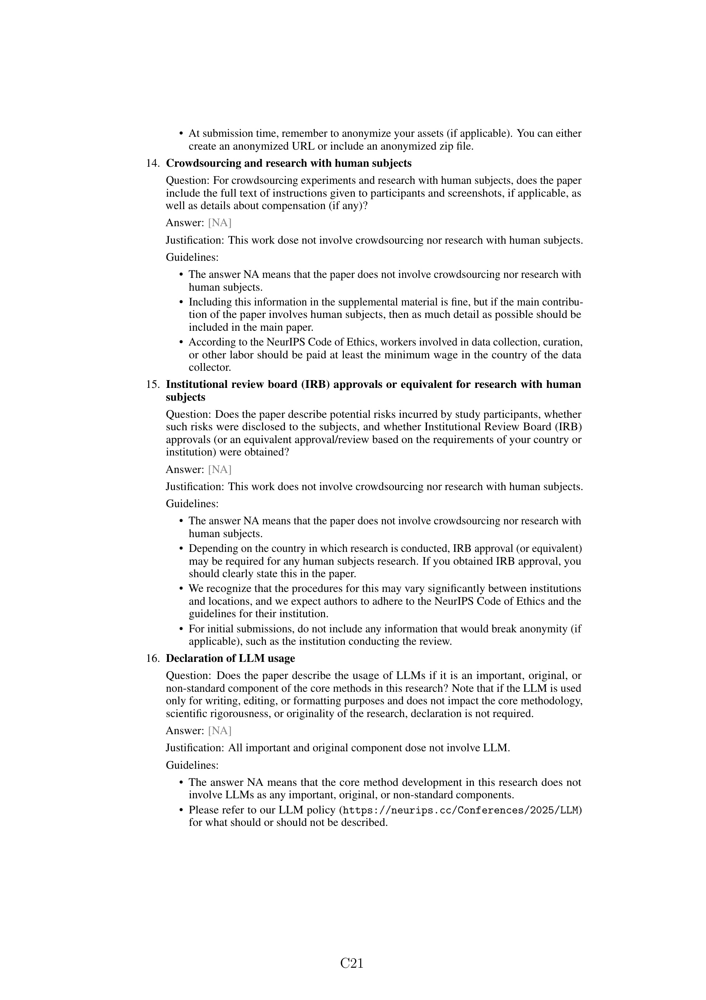 • At submission time, remember to anonymize your assets (if applicable). You can either
create an anonymized URL or include an anonymized zip file.
14. Crowdsourcing and research with human subjects
Question: For crowdsourcing experiments and research with human subjects, does the paper
include the full text of instructions given to participants and screenshots, if applicable, as
well as details about compensation (if any)?
Answer: [NA]
Justification: This work dose not involve crowdsourcing nor research with human subjects.
Guidelines:
• The answer NA means that the paper does not involve crowdsourcing nor research with
human subjects.
• Including this information in the supplemental material is fine, but if the main contribu-
tion of the paper involves human subjects, then as much detail as possible should be
included in the main paper.
• According to the NeurIPS Code of Ethics, workers involved in data collection, curation,
or other labor should be paid at least the minimum wage in the country of the data
collector.
15. Institutional review board (IRB) approvals or equivalent for research with human
subjects
Question: Does the paper describe potential risks incurred by study participants, whether
such risks were disclosed to the subjects, and whether Institutional Review Board (IRB)
approvals (or an equivalent approval/review based on the requirements of your country or
institution) were obtained?
Answer: [NA]
Justification: This work does not involve crowdsourcing nor research with human subjects.
Guidelines:
• The answer NA means that the paper does not involve crowdsourcing nor research with
human subjects.
• Depending on the country in which research is conducted, IRB approval (or equivalent)
may be required for any human subjects research. If you obtained IRB approval, you
should clearly state this in the paper.
• We recognize that the procedures for this may vary significantly between institutions
and locations, and we expect authors to adhere to the NeurIPS Code of Ethics and the
guidelines for their institution.
• For initial submissions, do not include any information that would break anonymity (if
applicable), such as the institution conducting the review.
16. Declaration of LLM usage
Question: Does the paper describe the usage of LLMs if it is an important, original, or
non-standard component of the core methods in this research? Note that if the LLM is used
only for writing, editing, or formatting purposes and does not impact the core methodology,
scientific rigorousness, or originality of the research, declaration is not required.
Answer: [NA]
Justification: All important and original component dose not involve LLM.
Guidelines:
• The answer NA means that the core method development in this research does not
involve LLMs as any important, original, or non-standard components.
• Please refer to our LLM policy (https://neurips.cc/Conferences/2025/LLM)
for what should or should not be described.
C21